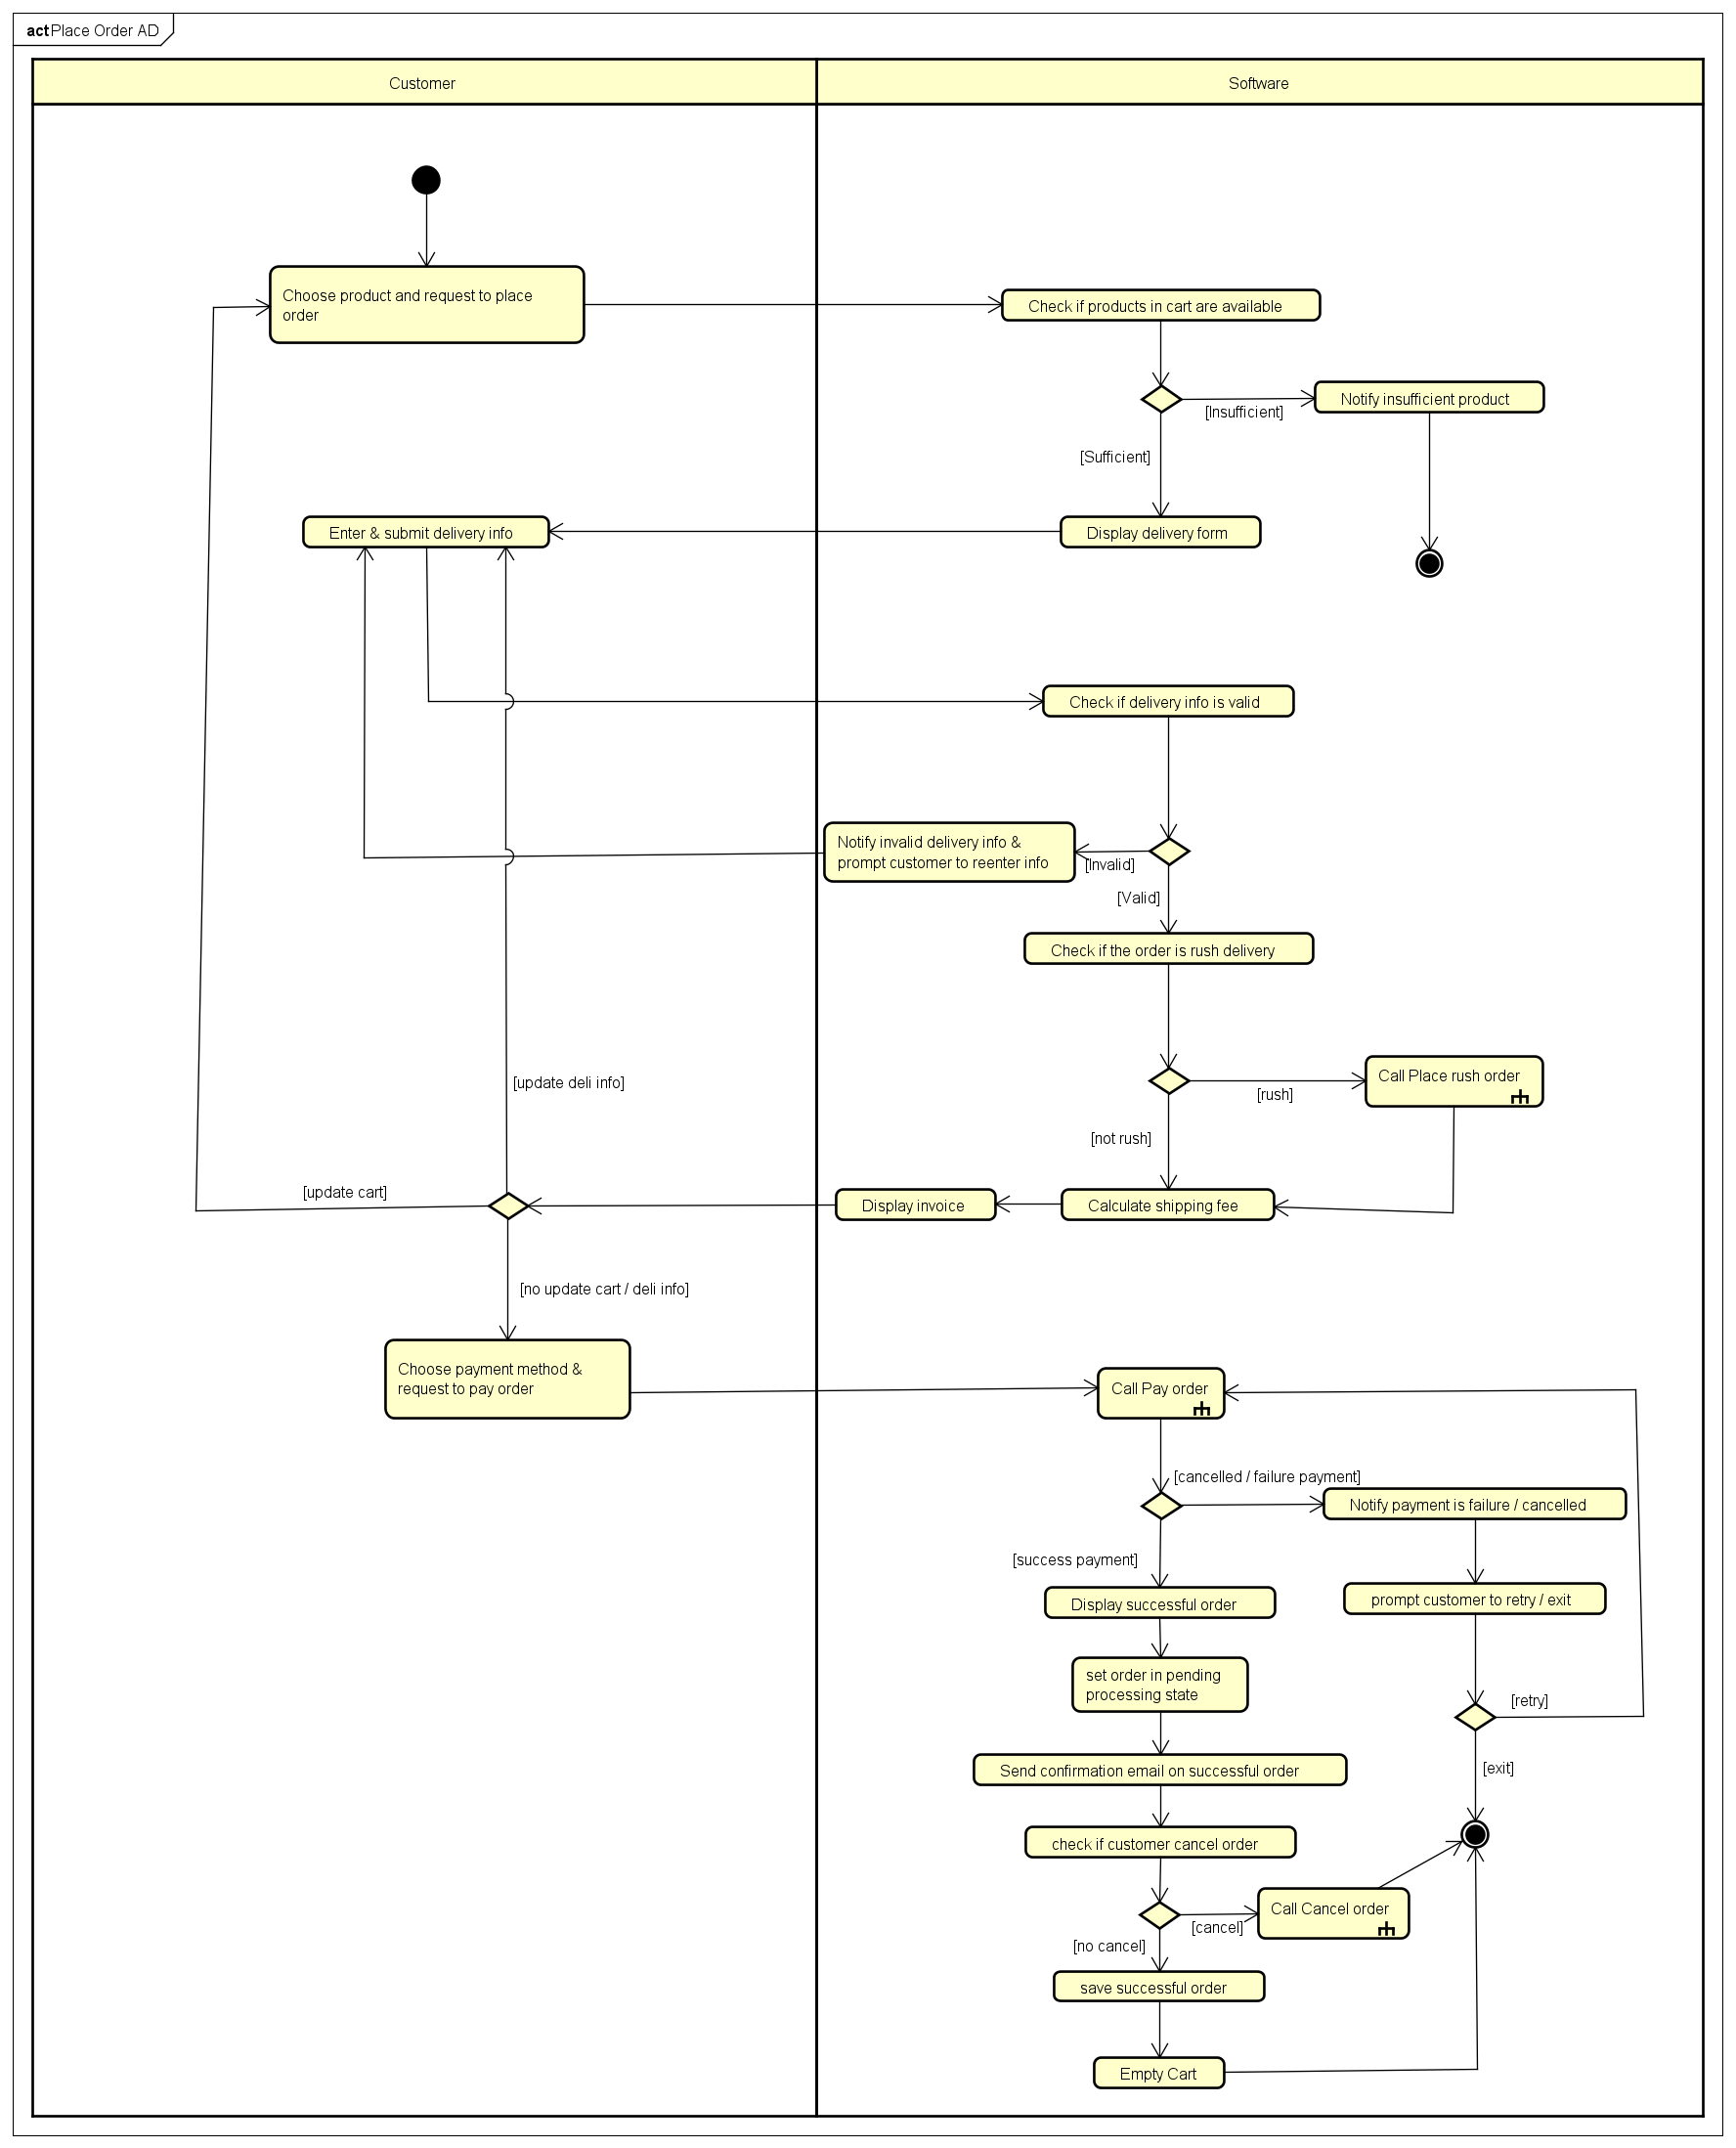 act Place Order AD
Customer
Software
Choose product and request to place
order
Check if products in cart are available
[Insufficient]
Notify insufficient product
[Sufficient]
Enter & submit delivery info
Display delivery form
Check if delivery info is valid
Notify invalid delivery info &
prompt customer to reenter info
[Invalid]
[Valid]
Check if the order is rush delivery
[update deli info]
Call Place rush order
[rush]
[not rush]
[update cart]
Display invoice
Calculate shipping fee
[no update cart / deli info]
Choose payment method &
request to pay order
Call Pay order
[cancelled / failure payment]
Notify payment is failure / cancelled
[success payment]
Display successful order
prompt customer to retry / exit
set order in pending
processing state
[retry]
Send confirmation email on successful order
[exit]
check if customer cancel order
Call Cancel order
[cancel]
[no cancel]
save successful order
Empty Cart